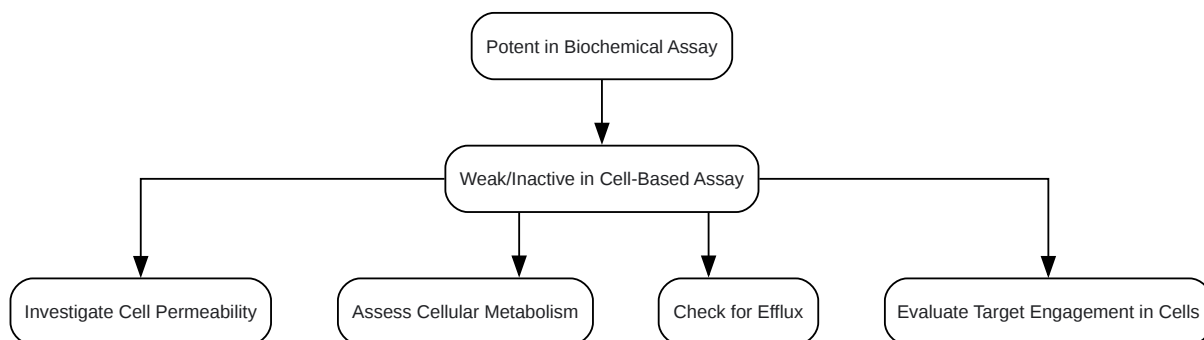 Potent in Biochemical Assay
Weak/Inactive in Cell-Based Assay
Investigate Cell Permeability
Assess Cellular Metabolism
Check for Efflux
Evaluate Target Engagement in Cells